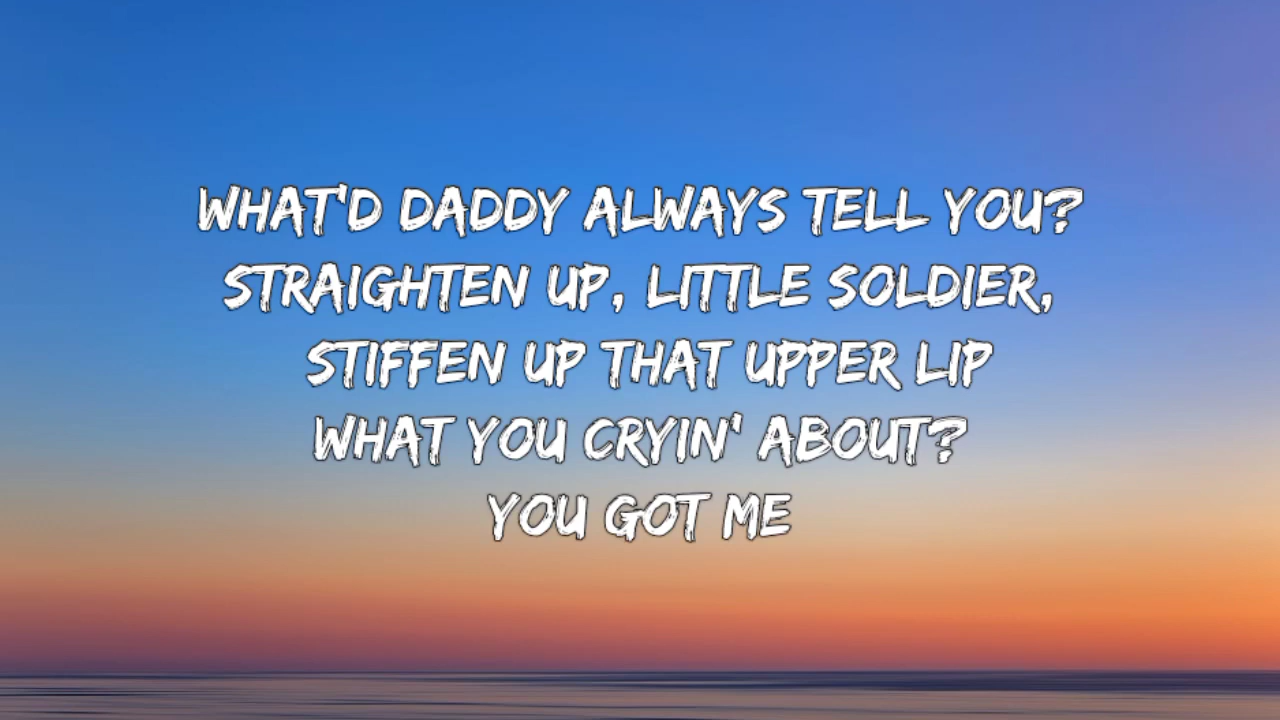 WHAT'D DADDY ALWAYS TELL YOU?
STRAIGHTEN UP, LITTLE SOLDIER,
STIFFEN UP THAT UPPER LIP
WHAT YOU CRYIN' ABOUT?
YOU GOT ME